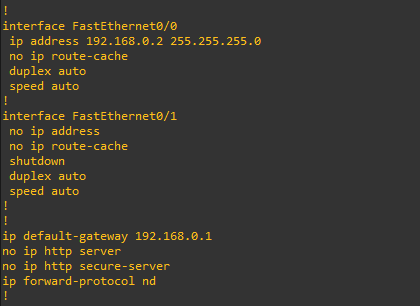 !
interface FastEthernet0/0
 ip address 192.168.0.2 255.255.255.0
 no ip route-cache
 duplex auto
 speed auto
!
interface FastEthernet0/1
 no ip address
 no ip route-cache
 shutdown
 duplex auto
 speed auto
!
!
ip default-gateway 192.168.0.1
no ip http server
no ip http secure-server
ip forward-protocol nd
!